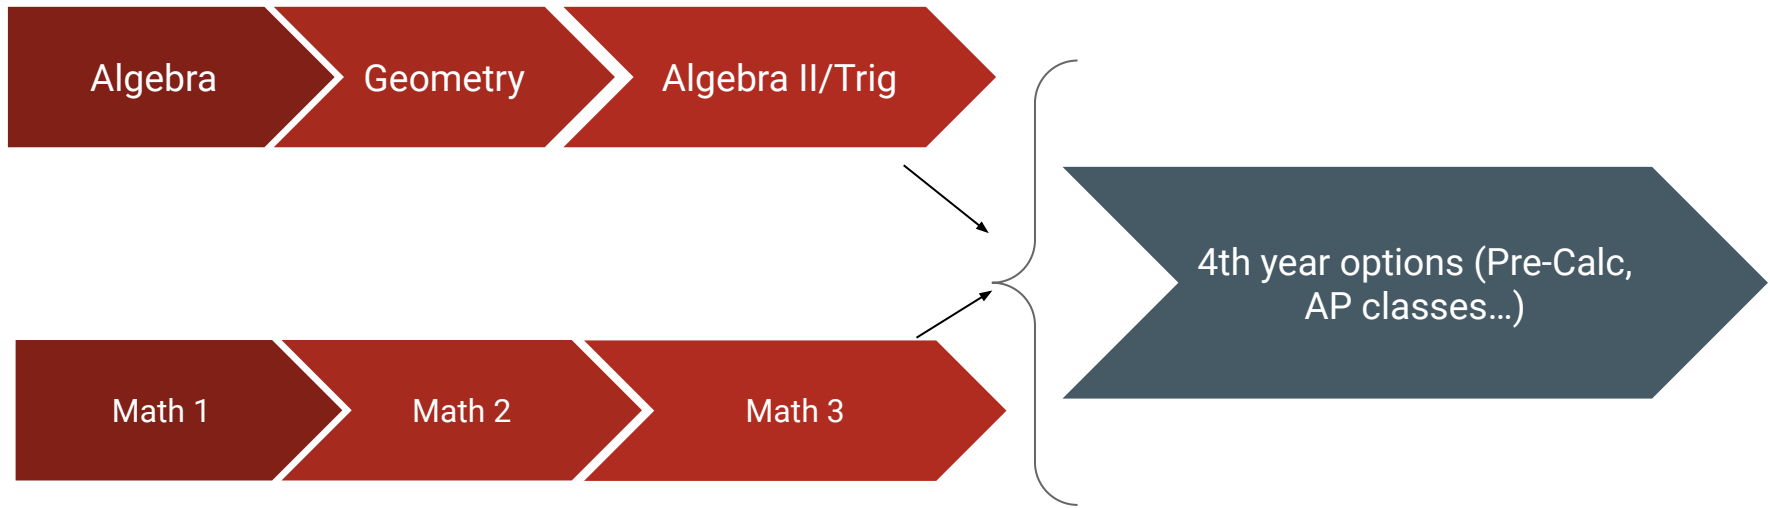 Algebra
Geometry
Algebra II/Trig
4th year options (Pre-Calc,
AP classes...)
Math 1
Math 2
Math 3